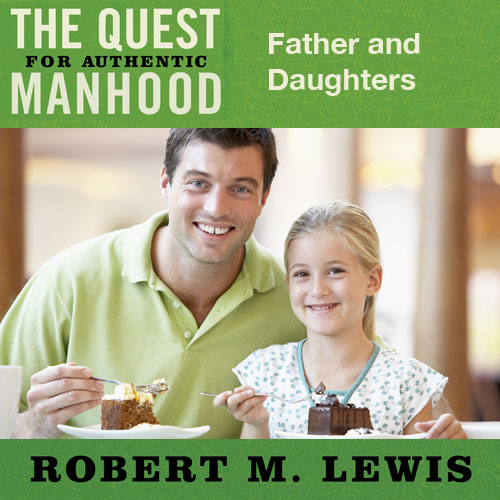 THE QUEST
FOR AUTHENTIC
MANHOOD
Father and
Daughters
ROBERT M. LEWIS